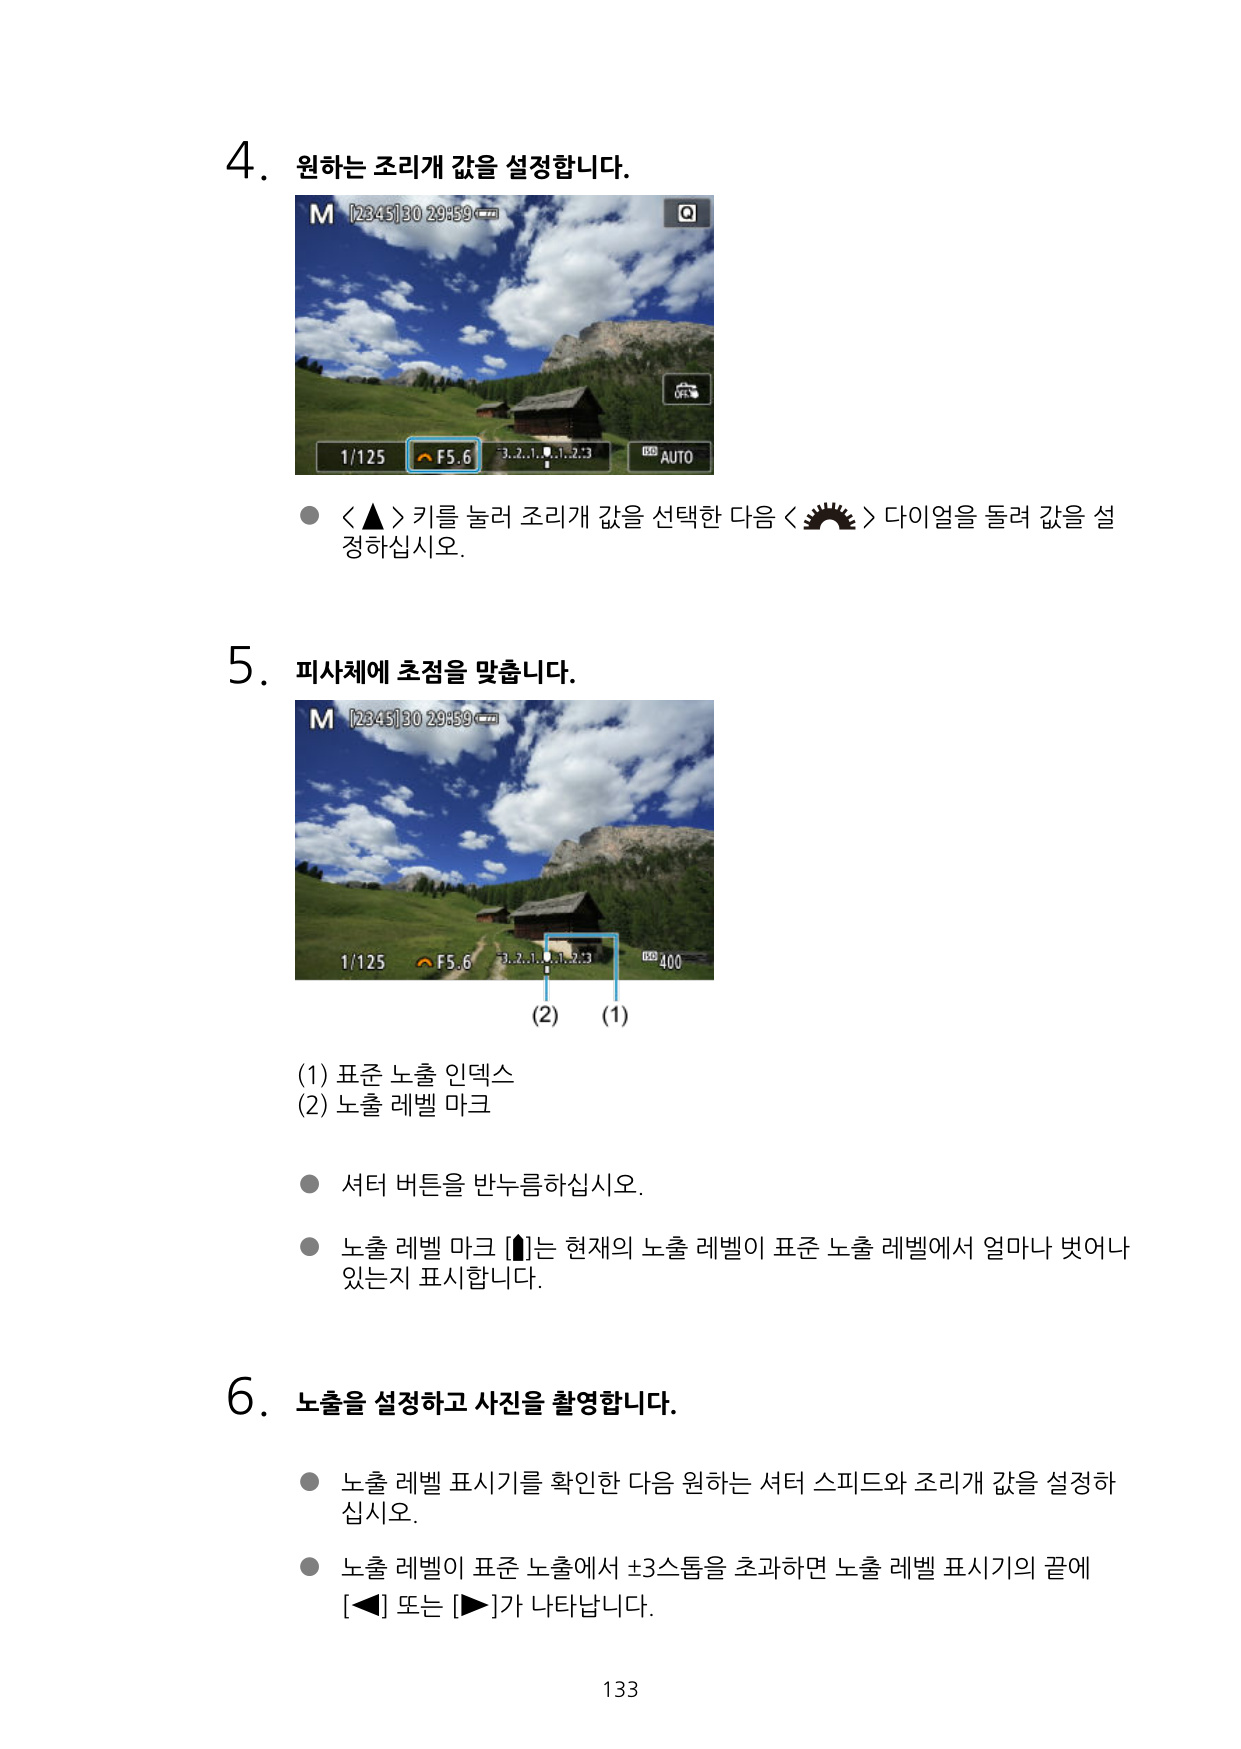 4. 원하는 조리개 값을 설정합니다.
M [2345] 30 29:59 Q
OFF
1/125 F5.6 -3..2..1..0..1..2..+3 ISO AUTO
● < ▲ > 키를 눌러 조리개 값을 선택한 다음 < > 다이얼을 돌려 값을 설
정하십시오.
5. 피사체에 초점을 맞춥니다.
M [2345] 30 29:59
1/125 F5.6 -3..2..1..0..1..2..+3 ISO 400
(2) (1)
(1) 표준 노출 인덱스
(2) 노출 레벨 마크
● 셔터 버튼을 반누름하십시오.
● 노출 레벨 마크 [ ]는 현재의 노출 레벨이 표준 노출 레벨에서 얼마나 벗어나
있는지 표시합니다.
6. 노출을 설정하고 사진을 촬영합니다.
● 노출 레벨 표시기를 확인한 다음 원하는 셔터 스피드와 조리개 값을 설정하
십시오.
● 노출 레벨이 표준 노출에서 ±3스톱을 초과하면 노출 레벨 표시기의 끝에
[◀] 또는 [▶]가 나타납니다.
133